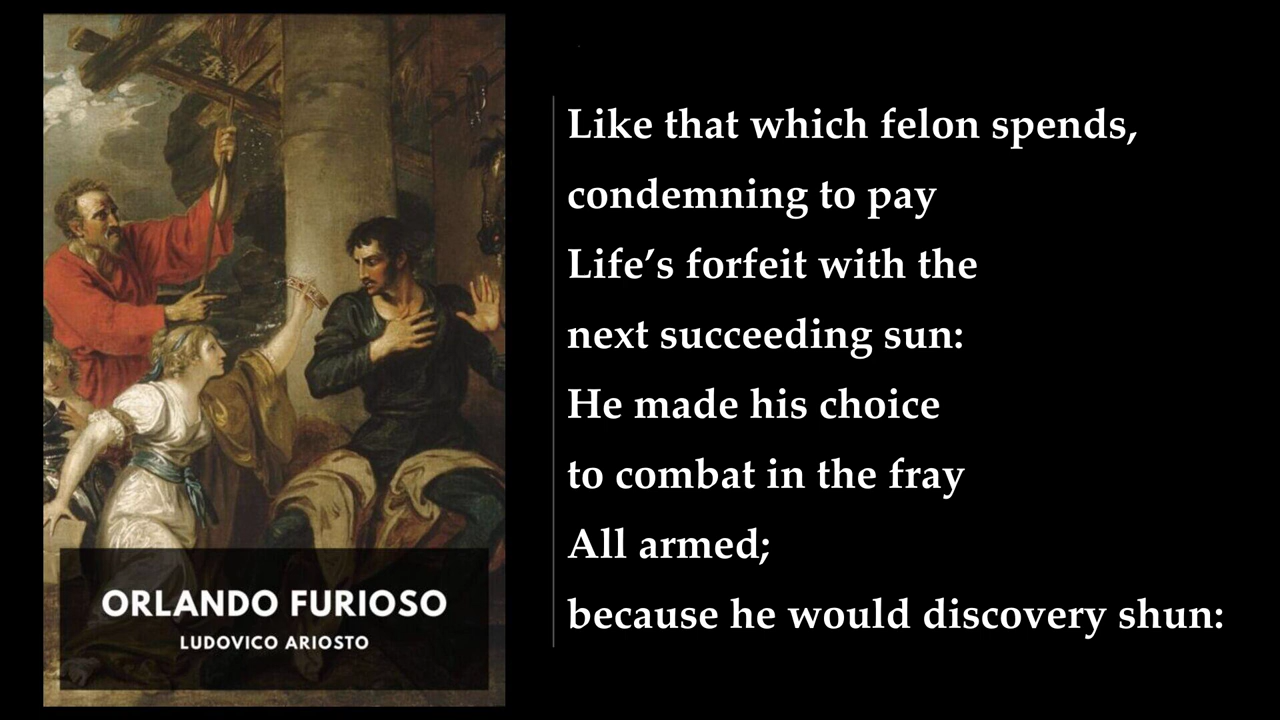 ORLANDO FURIOSO
LUDOVICO ARIOSTO
Like that which felon spends,
condemning to pay
Life’s forfeit with the
next succeeding sun:
He made his choice
to combat in the fray
All armed;
because he would discovery shun: